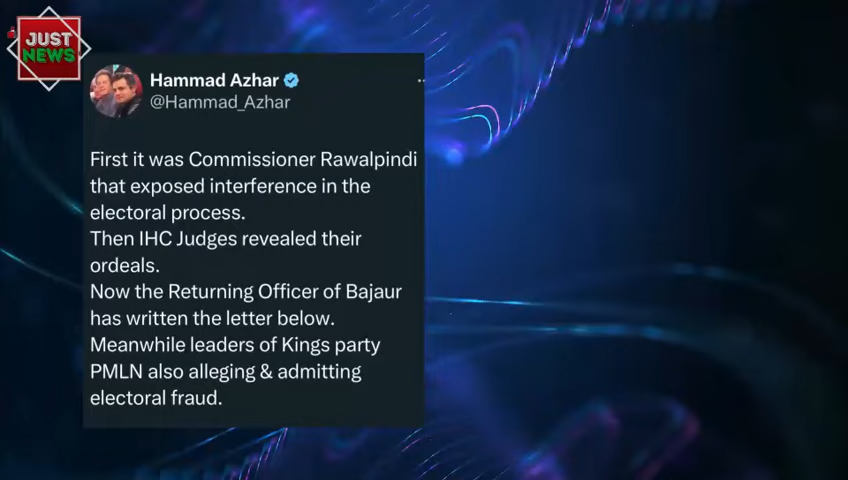 JUST
NEWS
Hammad Azhar
@Hammad_Azhar
First it was Commissioner Rawalpindi
that exposed interference in the
electoral process.
Then IHC Judges revealed their
ordeals.
Now the Returning Officer of Bajaur
has written the letter below.
Meanwhile leaders of Kings party
PMLN also alleging & admitting
electoral fraud.